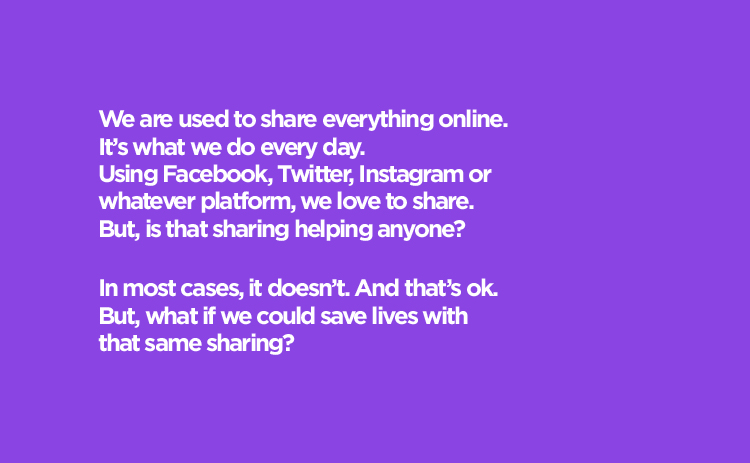 We are used to share everything online.
It’s what we do every day.
Using Facebook, Twitter, Instagram or
whatever platform, we love to share.
But, is that sharing helping anyone?
In most cases, it doesn’t. And that’s ok.
But, what if we could save lives with
that same sharing?